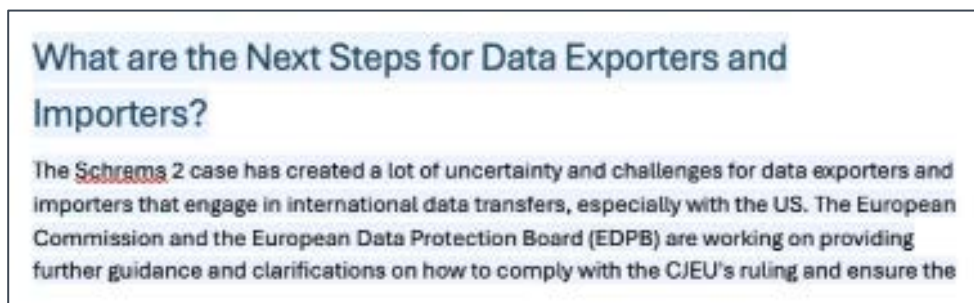 What are the Next Steps for Data Exporters and
Importers?
The Schrems 2 case has created a lot of uncertainty and challenges for data exporters and
importers that engage in international data transfers, especially with the US. The European
Commission and the European Data Protection Board (EDPB) are working on providing
further guidance and clarifications on how to comply with the CJEU's ruling and ensure the